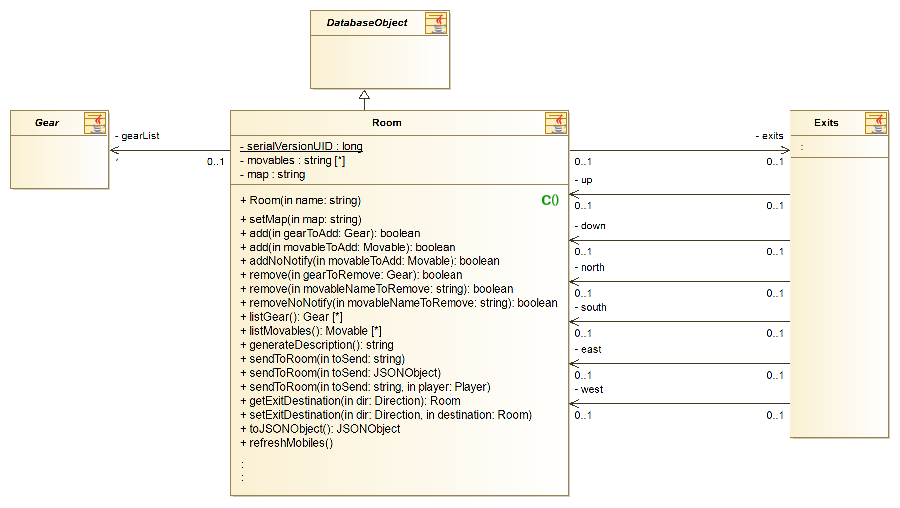 DatabaseObject
Gear
- gearList
*
0..1
Room
- serialVersionUID : long
- movables : string [*]
- map : string
+ Room(in name: string)
C()
+ setMap(in map: string)
+ add(in gearToAdd: Gear): boolean
+ add(in movableToAdd: Movable): boolean
+ addNoNotify(in movableToAdd: Movable): boolean
+ remove(in gearToRemove: Gear): boolean
+ remove(in movableNameToRemove: string): boolean
+ removeNoNotify(in movableNameToRemove: string): boolean
+ listGear(): Gear [*]
+ listMovables(): Movable [*]
+ generateDescription(): string
+ sendToRoom(in toSend: string)
+ sendToRoom(in toSend: JSONObject)
+ sendToRoom(in toSend: string, in player: Player)
+ getExitDestination(in dir: Direction): Room
+ setExitDestination(in dir: Direction, in destination: Room)
+ toJSONObject(): JSONObject
+ refreshMobiles()
:
:
- exits
0..1 0..1
- up
0..1 0..1
- down
0..1 0..1
- north
0..1 0..1
- south
0..1 0..1
- east
0..1 0..1
- west
0..1 0..1
Exits
: